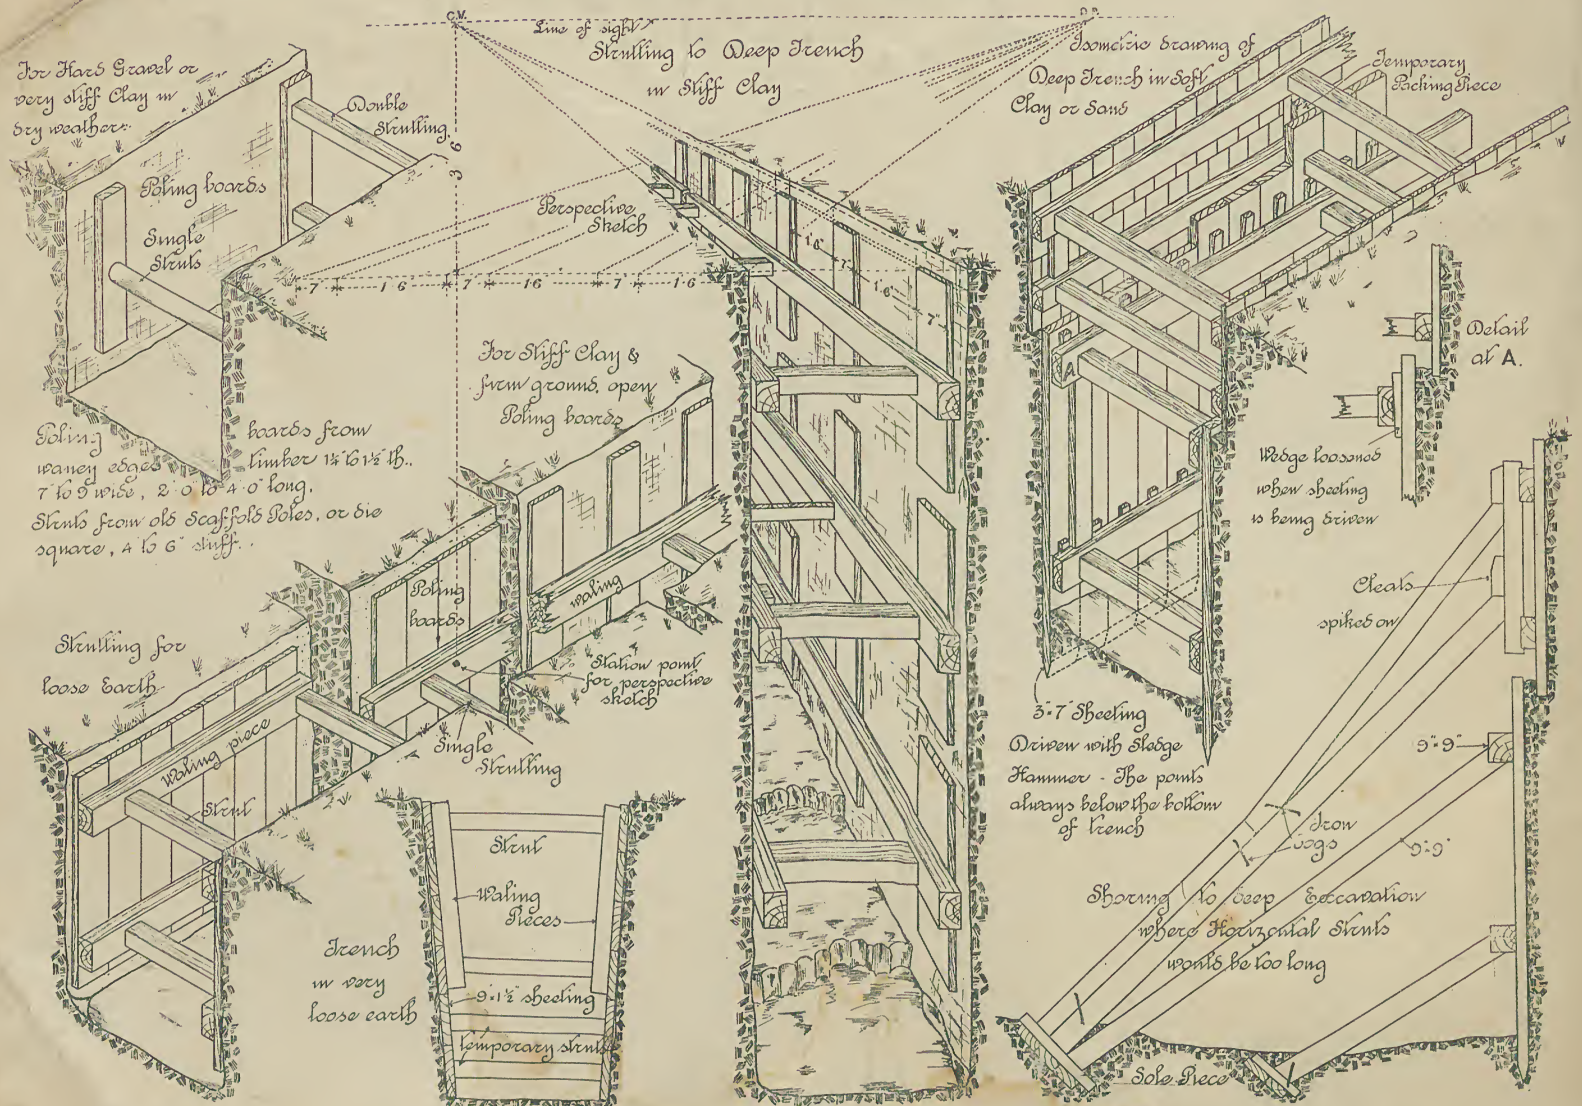 C.V.
Line of sight
D.P.
Strutting to Deep Trench
in Stiff Clay
For Hard Gravel or
very stiff Clay in
dry weather.
Double
Strutting
Poling boards
Single
Struts
3 6
Perspective
Sketch
7" 1·6 7" 1·6 7" 1·6
1·6"
7"
1·6"
7"
Isometric drawing of
Deep Trench in Soft
Clay or Sand
Temporary
Packing Piece
A
Detail
at A.
Wedge loosened
when sheeting
is being driven
Poling boards from
waney edges timber 1¼" to 1½" th.
7" to 9" wide, 2'·0" to 4'·0" long.
Struts from old Scaffold Poles, or die
square, 4" to 6" stuff.
For Stiff Clay &
firm ground, open
Poling boards
Poling
boards
waling
Station point
for perspective
sketch
Single
Strutting
Strutting for
loose Earth
Waling piece
Strut
Trench
in very
loose earth
Strut
Waling
Pieces
9"·1½" sheeting
temporary struts
3"·7" Sheeting
Driven with Sledge
Hammer - The points
always below the bottom
of trench
Cleats
spiked on
9"·9"
Iron
Dogs
9"·9"
Shoring to deep Excavation
where Horizontal Struts
would be too long
Sole Piece